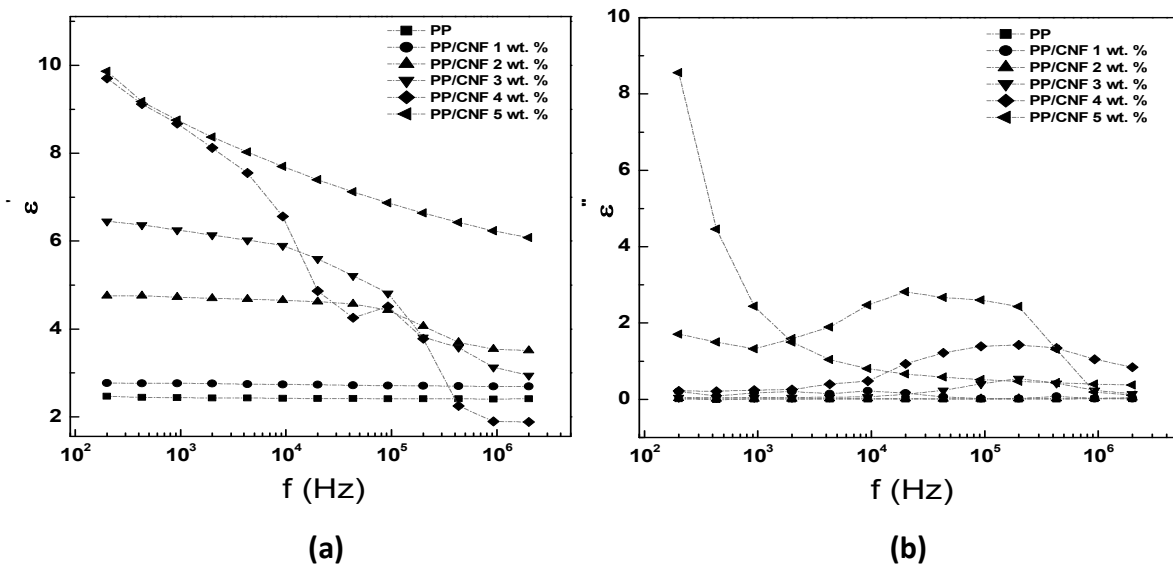 PP
PP/CNF 1 wt. %
PP/CNF 2 wt. %
PP/CNF 3 wt. %
PP/CNF 4 wt. %
PP/CNF 5 wt. %
10
8
6
4
2
ε'
10² 10³ 10⁴ 10⁵ 10⁶
f (Hz)
(a)
PP
PP/CNF 1 wt. %
PP/CNF 2 wt. %
PP/CNF 3 wt. %
PP/CNF 4 wt. %
PP/CNF 5 wt. %
10
8
6
4
2
0
ε"
10² 10³ 10⁴ 10⁵ 10⁶
f (Hz)
(b)